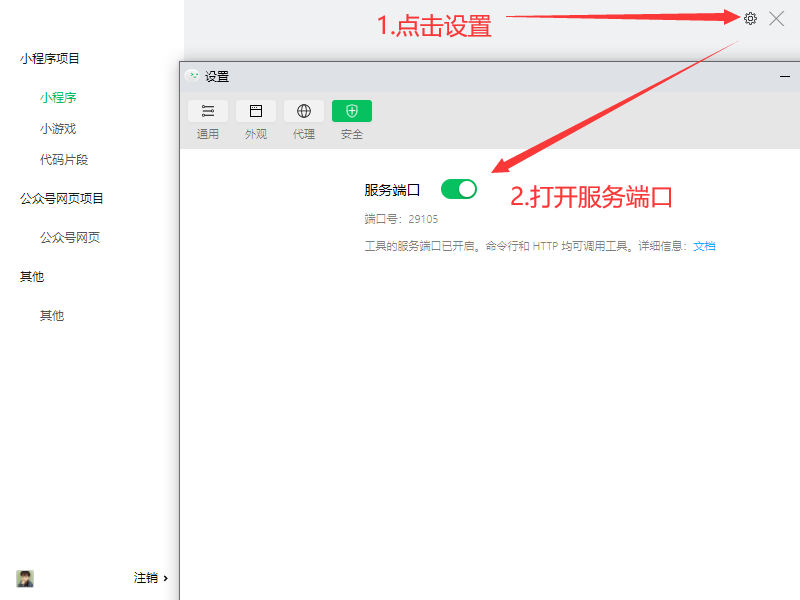 1.点击设置
小程序项目
小程序
小游戏
代码片段
公众号网页项目
公众号网页
其他
其他
注销
设置
通用 外观 代理 安全
服务端口
2.打开服务端口
端口号：29105
工具的服务端口已开启。命令行和 HTTP 均可调用工具。详细信息：文档